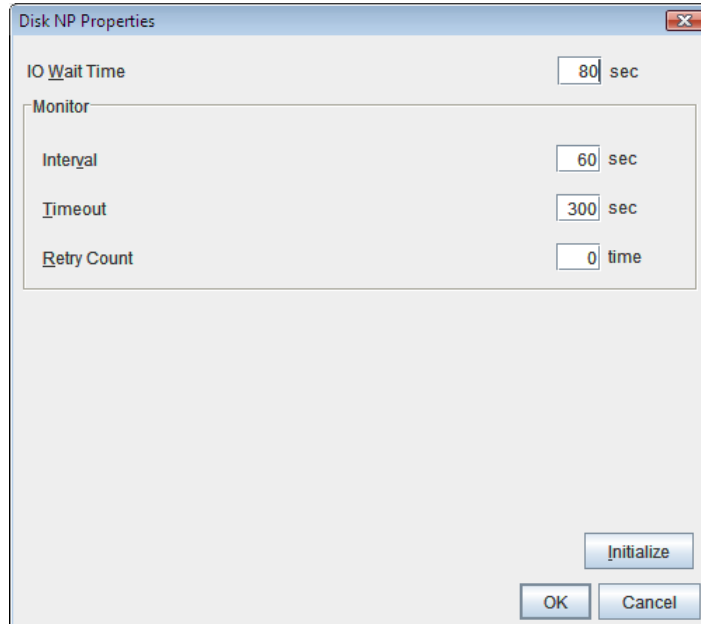 Disk NP Properties
IO Wait Time 80 sec
Monitor
Interval 60 sec
Timeout 300 sec
Retry Count 0 time
Initialize
OK Cancel